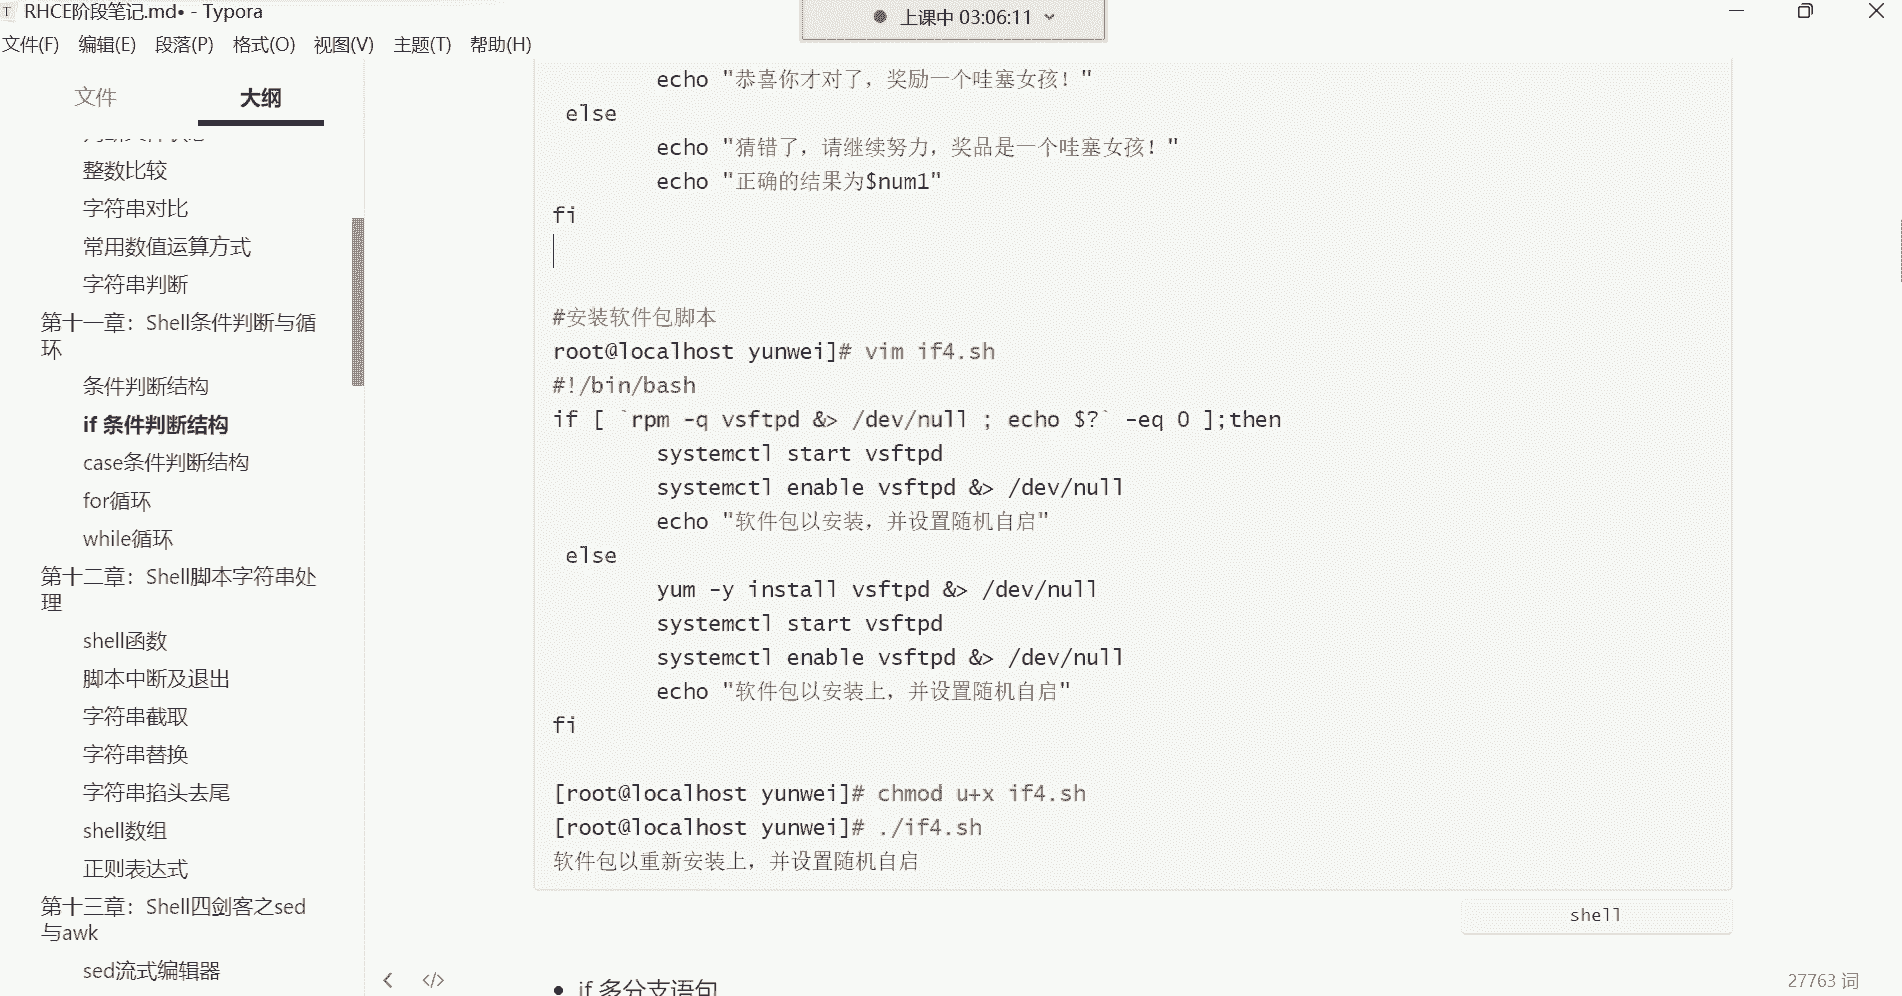 RHCE阶段笔记.md• - Typora
上课中 03:06:11
文件(F) 编辑(E) 段落(P) 格式(O) 视图(V) 主题(T) 帮助(H)
文件 大纲
整数比较
字符串对比
常用数值运算方式
字符串判断
第十一章：Shell条件判断与循
环
条件判断结构
if 条件判断结构
case条件判断结构
for循环
while循环
第十二章：Shell脚本字符串处
理
shell函数
脚本中断及退出
字符串截取
字符串替换
字符串掐头去尾
shell数组
正则表达式
第十三章：Shell四剑客之sed
与awk
sed流式编辑器
echo "恭喜你才对了，奖励一个哇塞女孩！"
else
echo "猜错了，请继续努力，奖品是一个哇塞女孩！"
echo "正确的结果为$num1"
fi
#安装软件包脚本
root@localhost yunwei]# vim if4.sh
#!/bin/bash
if [ `rpm -q vsftpd &> /dev/null ; echo $?` -eq 0 ];then
systemctl start vsftpd
systemctl enable vsftpd &> /dev/null
echo "软件包以安装，并设置随机自启"
else
yum -y install vsftpd &> /dev/null
systemctl start vsftpd
systemctl enable vsftpd &> /dev/null
echo "软件包以安装上，并设置随机自启"
fi
[root@localhost yunwei]# chmod u+x if4.sh
[root@localhost yunwei]# ./if4.sh
软件包以重新安装上，并设置随机自启
shell
• if 多分支语句
27763 词